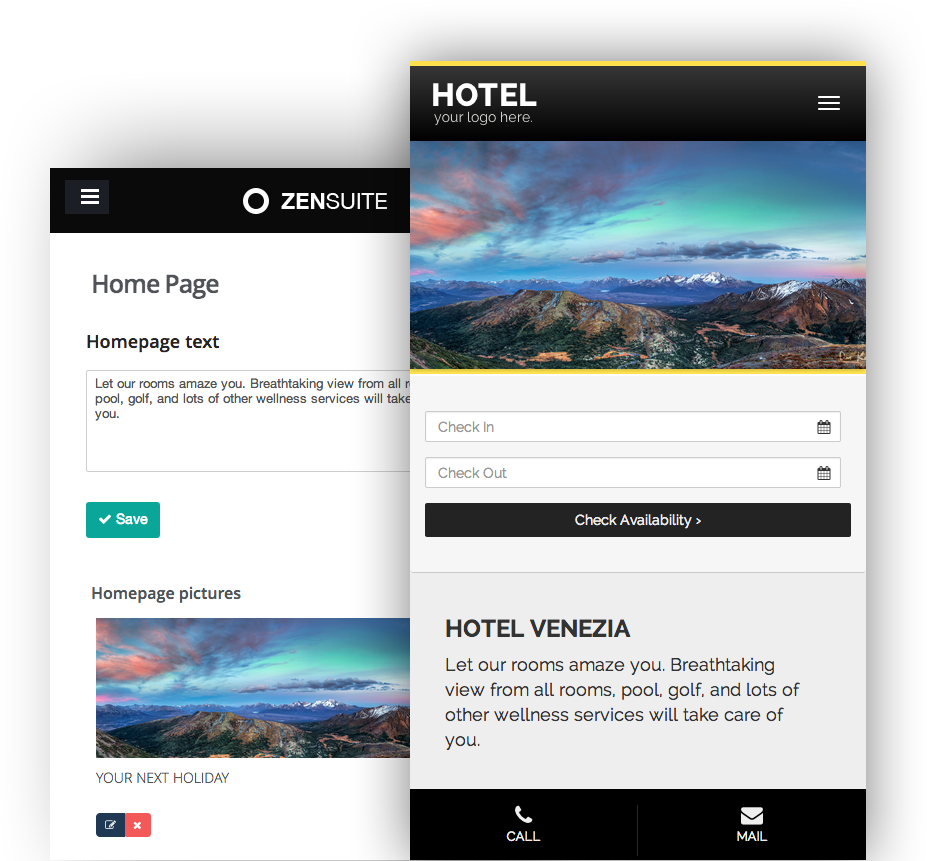 ZENSUITE
Home Page
Homepage text
Let our rooms amaze you. Breathtaking view from all
pool, golf, and lots of other wellness services will take
you.
Save
Homepage pictures
YOUR NEXT HOLIDAY
HOTEL
your logo here.
Check In
Check Out
Check Availability ›
HOTEL VENEZIA
Let our rooms amaze you. Breathtaking
view from all rooms, pool, golf, and lots of
other wellness services will take care of
you.
CALL
MAIL